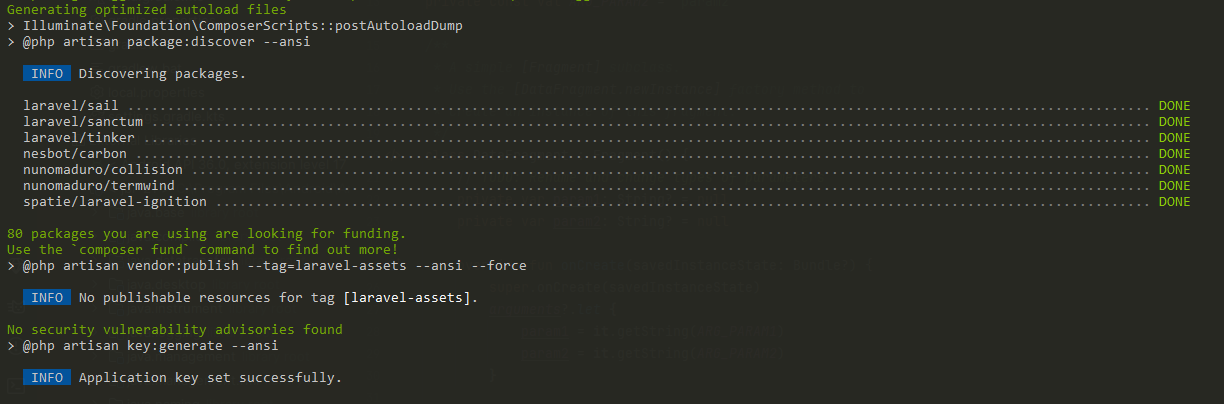 Generating optimized autoload files
> Illuminate\Foundation\ComposerScripts::postAutoloadDump
> @php artisan package:discover --ansi
INFO Discovering packages.
laravel/sail ................................................................................................................................ DONE
laravel/sanctum ............................................................................................................................. DONE
laravel/tinker .............................................................................................................................. DONE
nesbot/carbon ............................................................................................................................... DONE
nunomaduro/collision ........................................................................................................................ DONE
nunomaduro/termwind ......................................................................................................................... DONE
spatie/laravel-ignition ..................................................................................................................... DONE
80 packages you are using are looking for funding.
Use the `composer fund` command to find out more!
> @php artisan vendor:publish --tag=laravel-assets --ansi --force
INFO No publishable resources for tag [laravel-assets].
No security vulnerability advisories found
> @php artisan key:generate --ansi
INFO Application key set successfully.